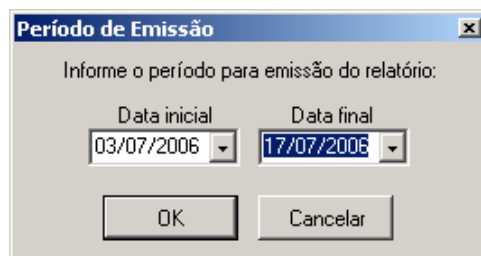 Período de Emissão
Informe o período para emissão do relatório:
Data inicial Data final
03/07/2006 17/07/2006
OK Cancelar